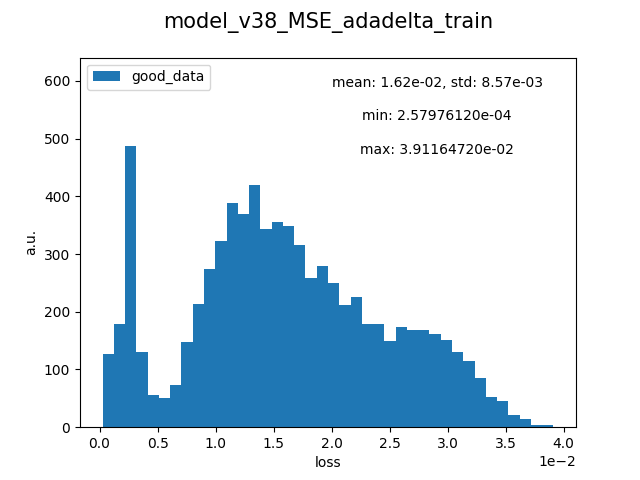 model_v38_MSE_adadelta_train
good_data
mean: 1.62e-02, std: 8.57e-03
min: 2.57976120e-04
max: 3.91164720e-02
600
500
400
300
200
100
0
a.u.
0.0 0.5 1.0 1.5 2.0 2.5 3.0 3.5 4.0
1e−2
loss